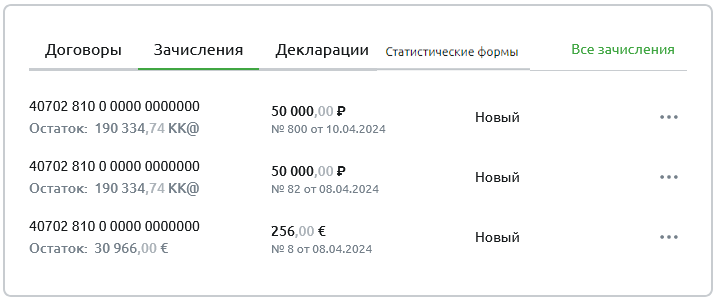 Договоры Зачисления Декларации Статистические формы Все зачисления
40702 810 0 0000 0000000 50 000,00 ₽ Новый
Остаток: 190 334,74 KK@ № 800 от 10.04.2024
40702 810 0 0000 0000000 50 000,00 ₽ Новый
Остаток: 190 334,74 KK@ № 82 от 08.04.2024
40702 810 0 0000 0000000 256,00 € Новый
Остаток: 30 966,00 € № 8 от 08.04.2024